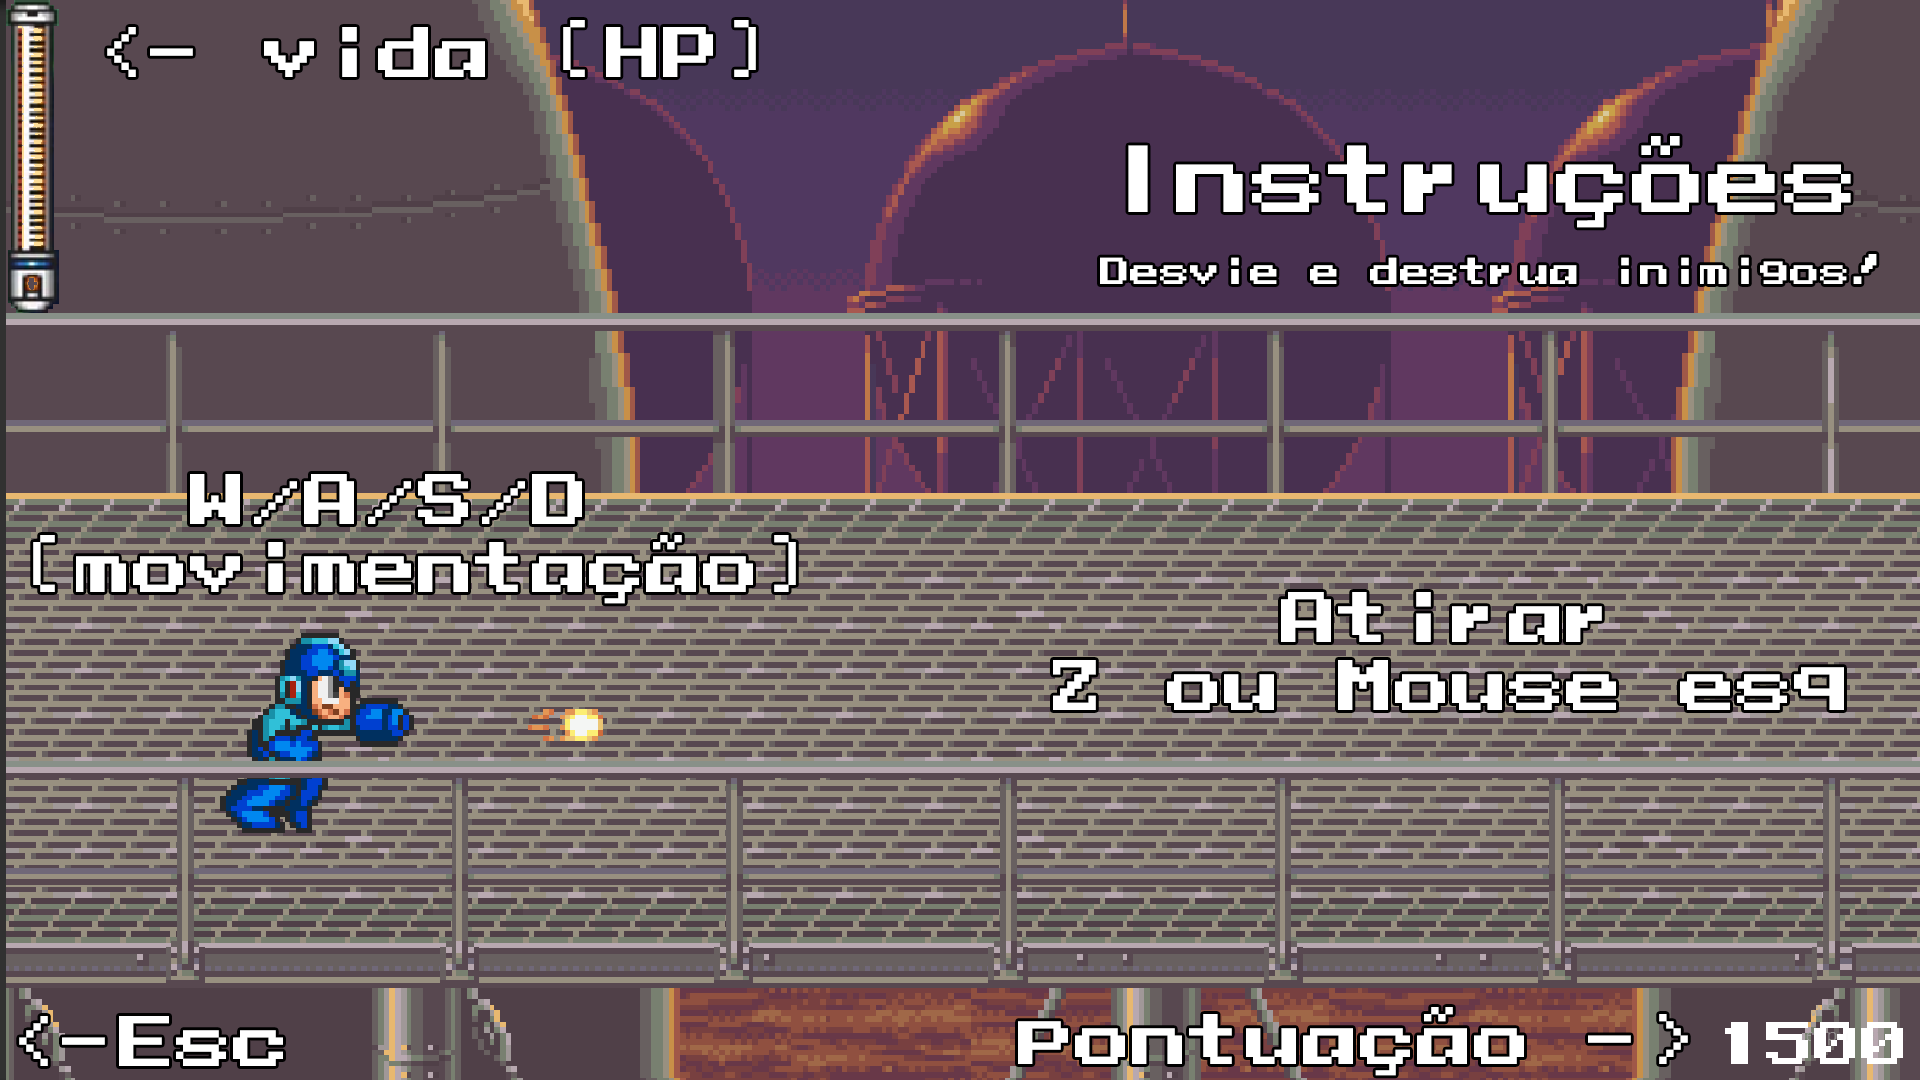 <- vida (HP)
Instruções
Desvie e destrua inimigos!
W/A/S/D
(movimentação)
Atirar
Z ou Mouse esq
<-Esc
Pontuação -> 1500